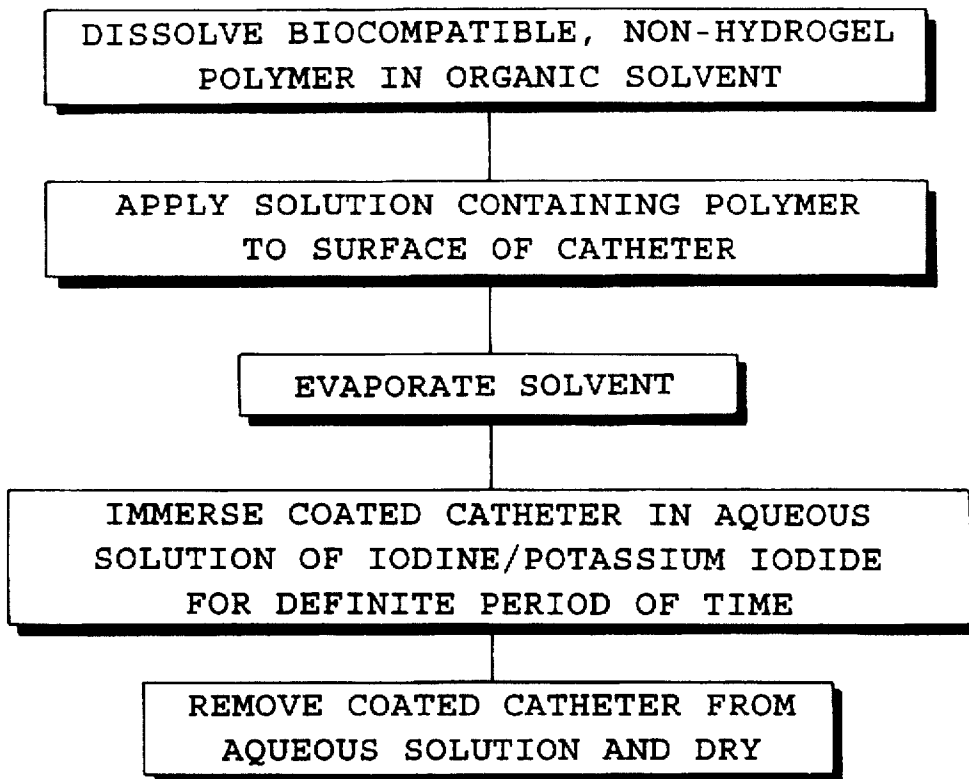 DISSOLVE BIOCOMPATIBLE, NON-HYDROGEL
POLYMER IN ORGANIC SOLVENT
APPLY SOLUTION CONTAINING POLYMER
TO SURFACE OF CATHETER
EVAPORATE SOLVENT
IMMERSE COATED CATHETER IN AQUEOUS
SOLUTION OF IODINE/POTASSIUM IODIDE
FOR DEFINITE PERIOD OF TIME
REMOVE COATED CATHETER FROM
AQUEOUS SOLUTION AND DRY